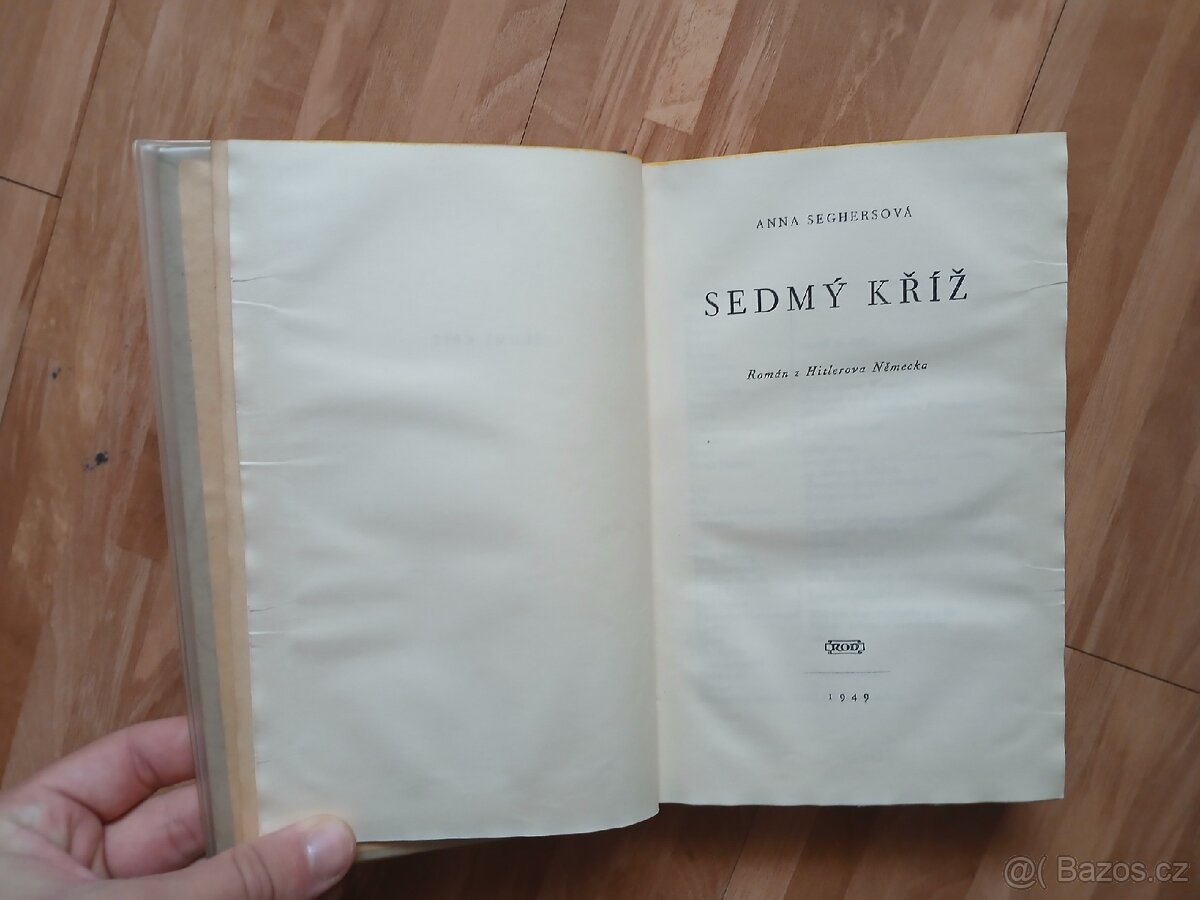 ANNA SEGHERSOVÁ
SEDMÝ KŘÍŽ
Román z Hitlerova Německa
ROD
1949
@( Bazos.cz